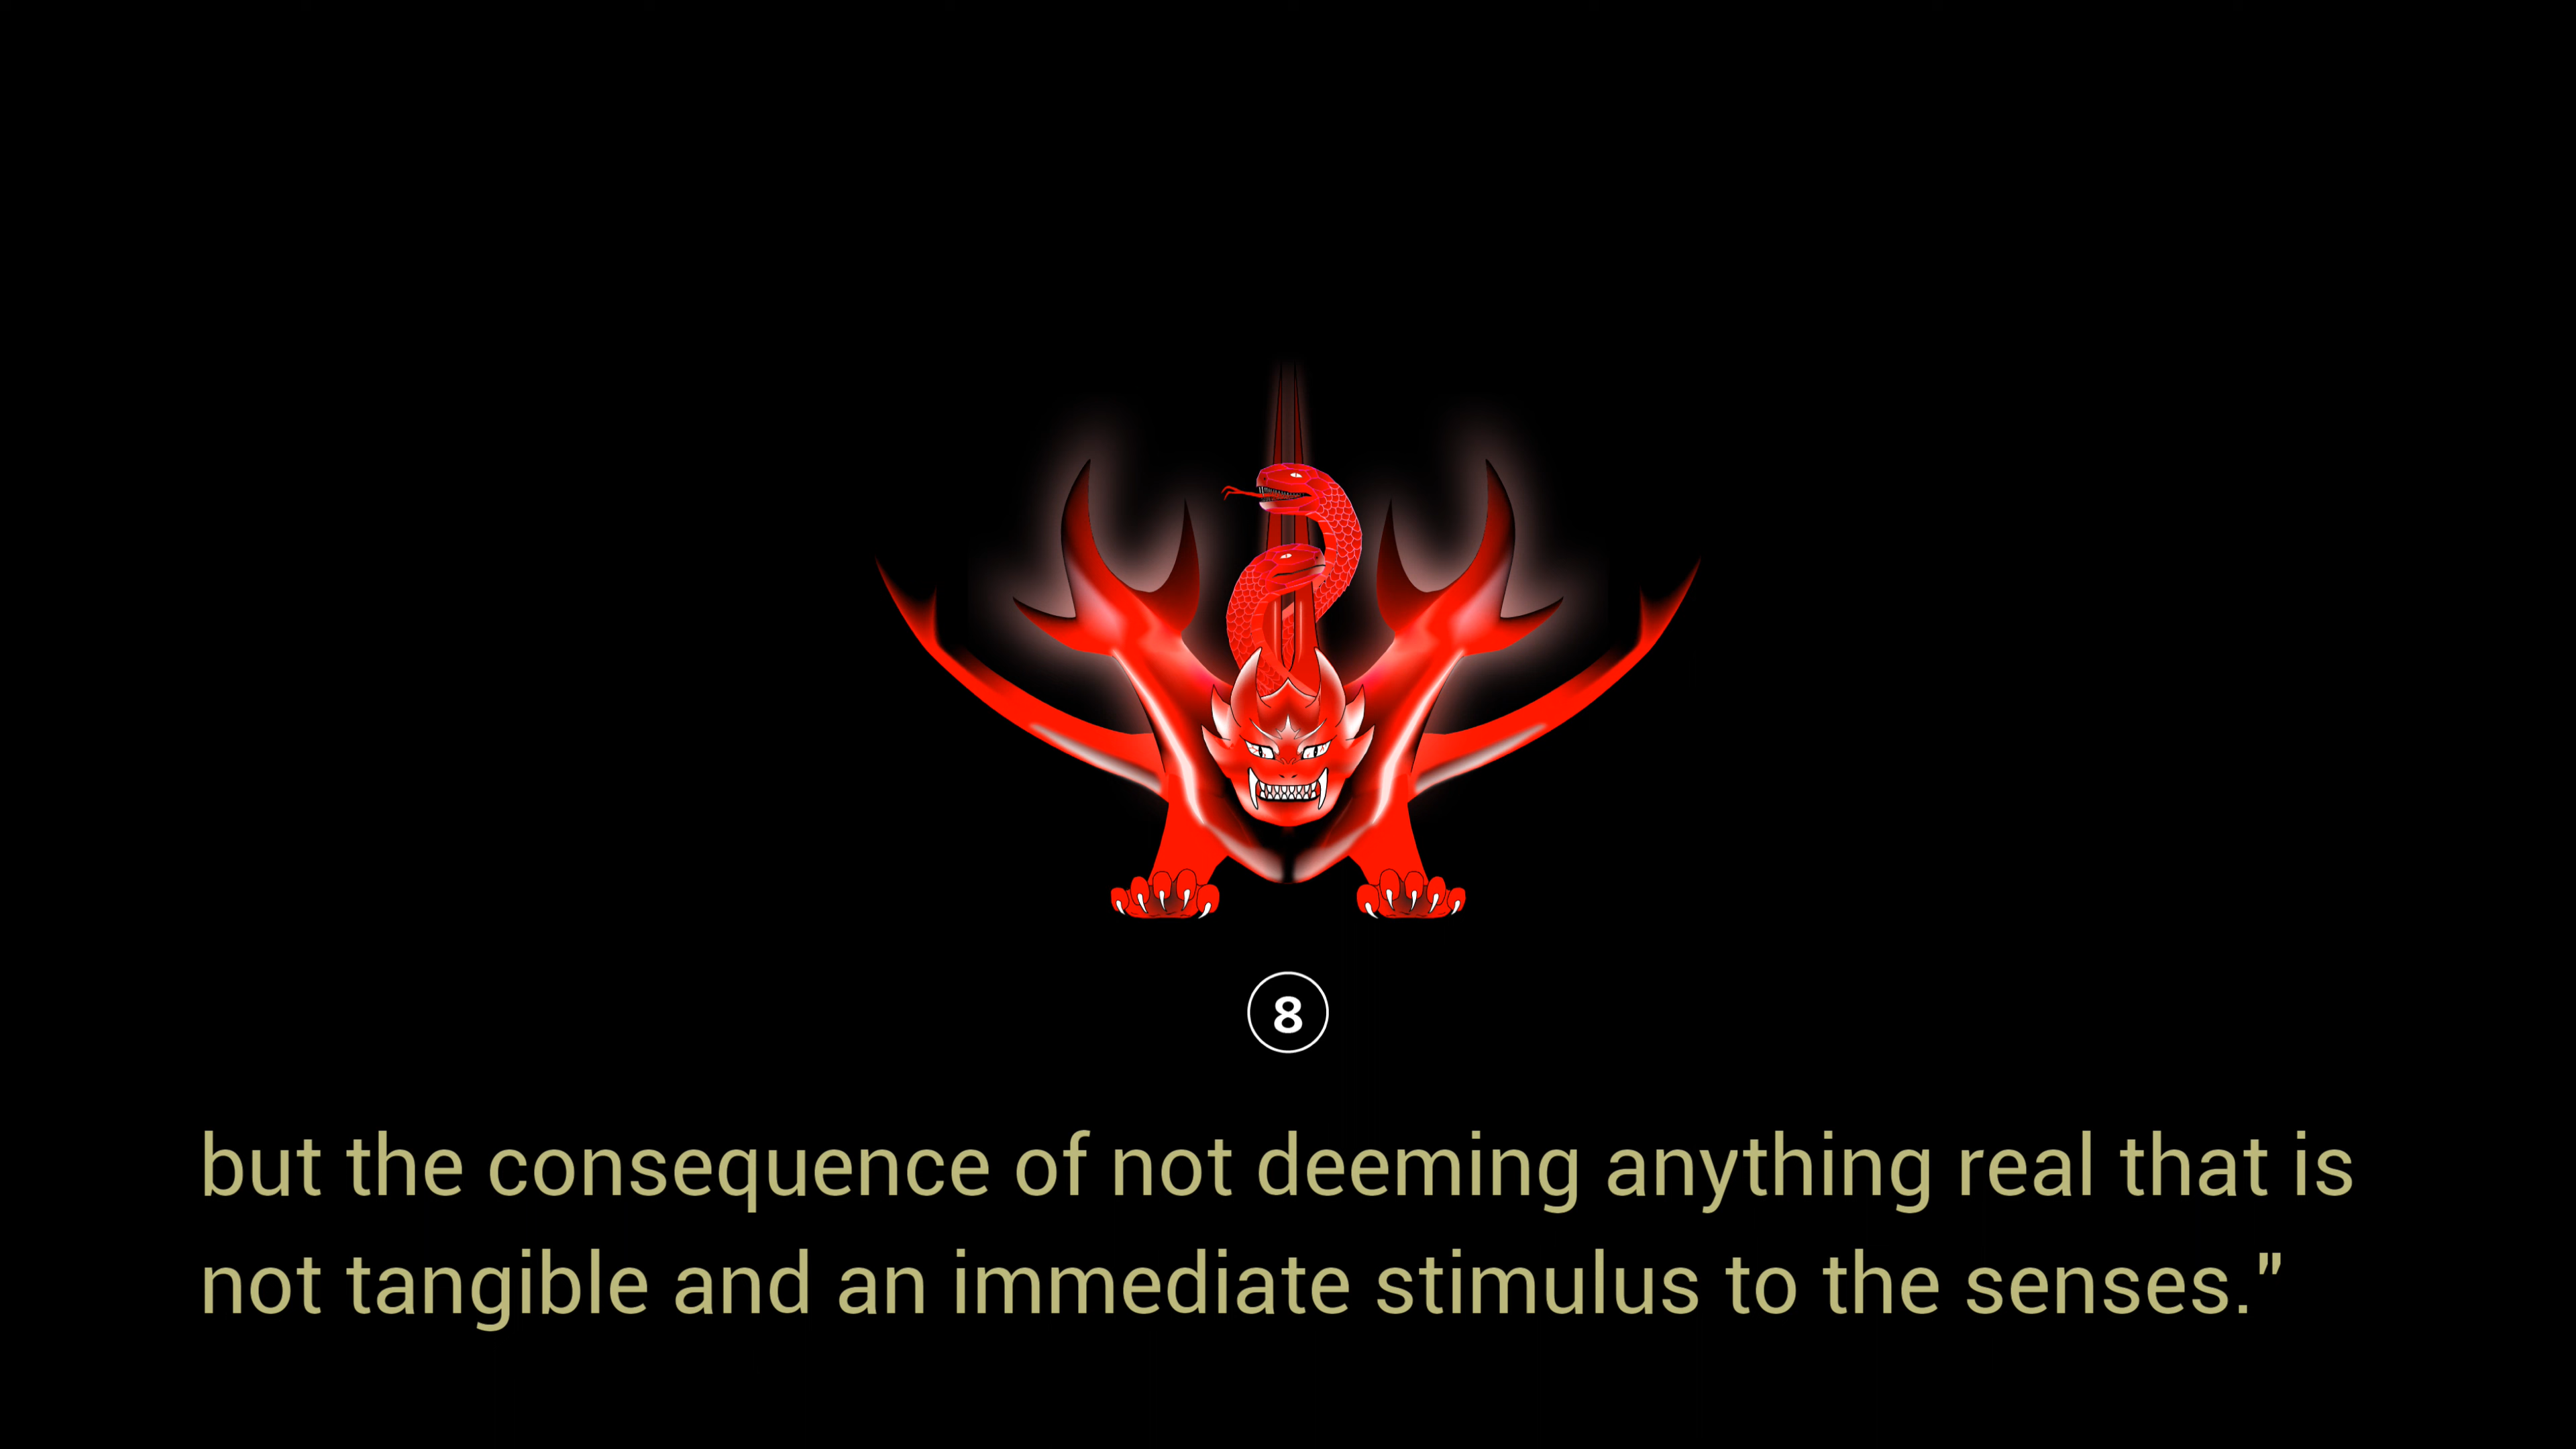 8
but the consequence of not deeming anything real that is
not tangible and an immediate stimulus to the senses."